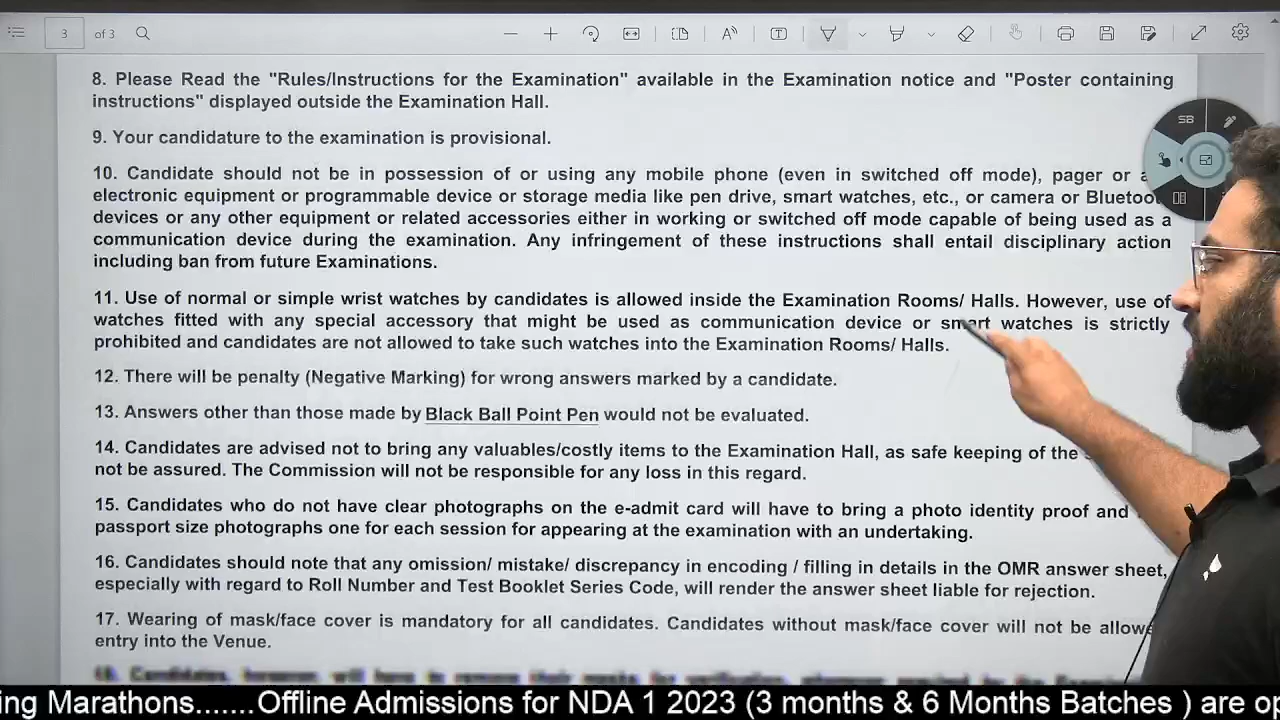 3 of 3
8. Please Read the "Rules/Instructions for the Examination" available in the Examination notice and "Poster containing
instructions" displayed outside the Examination Hall.
9. Your candidature to the examination is provisional.
10. Candidate should not be in possession of or using any mobile phone (even in switched off mode), pager or
electronic equipment or programmable device or storage media like pen drive, smart watches, etc., or camera or
devices or any other equipment or related accessories either in working or switched off mode capable of being used as a
communication device during the examination. Any infringement of these instructions shall entail disciplinary action
including ban from future Examinations.
11. Use of normal or simple wrist watches by candidates is allowed inside the Examination Rooms/ Halls. However, use of
watches fitted with any special accessory that might be used as communication device or smart watches is strictly
prohibited and candidates are not allowed to take such watches into the Examination Rooms/ Halls.
12. There will be penalty (Negative Marking) for wrong answers marked by a candidate.
13. Answers other than those made by Black Ball Point Pen would not be evaluated.
14. Candidates are advised not to bring any valuables/costly items to the Examination Hall, as safe keeping of the
not be assured. The Commission will not be responsible for any loss in this regard.
15. Candidates who do not have clear photographs on the e-admit card will have to bring a photo identity proof and
passport size photographs one for each session for appearing at the examination with an undertaking.
16. Candidates should note that any omission/ mistake/ discrepancy in encoding / filling in details in the OMR answer sheet,
especially with regard to Roll Number and Test Booklet Series Code, will render the answer sheet liable for rejection.
17. Wearing of mask/face cover is mandatory for all candidates. Candidates without mask/face cover will not be
entry into the Venue.
ing Marathons.......Offline Admissions for NDA 1 2023 (3 months & 6 Months Batches ) are op